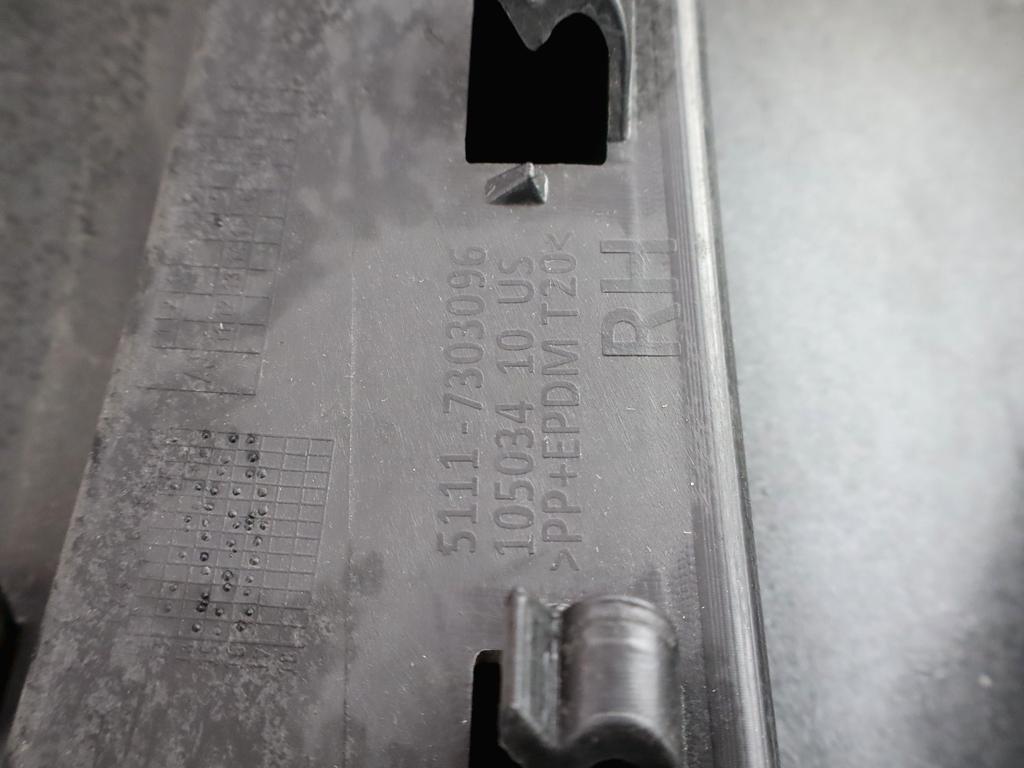 5111-7303096
105034 10 US
>PP+EPDM T20<
RH